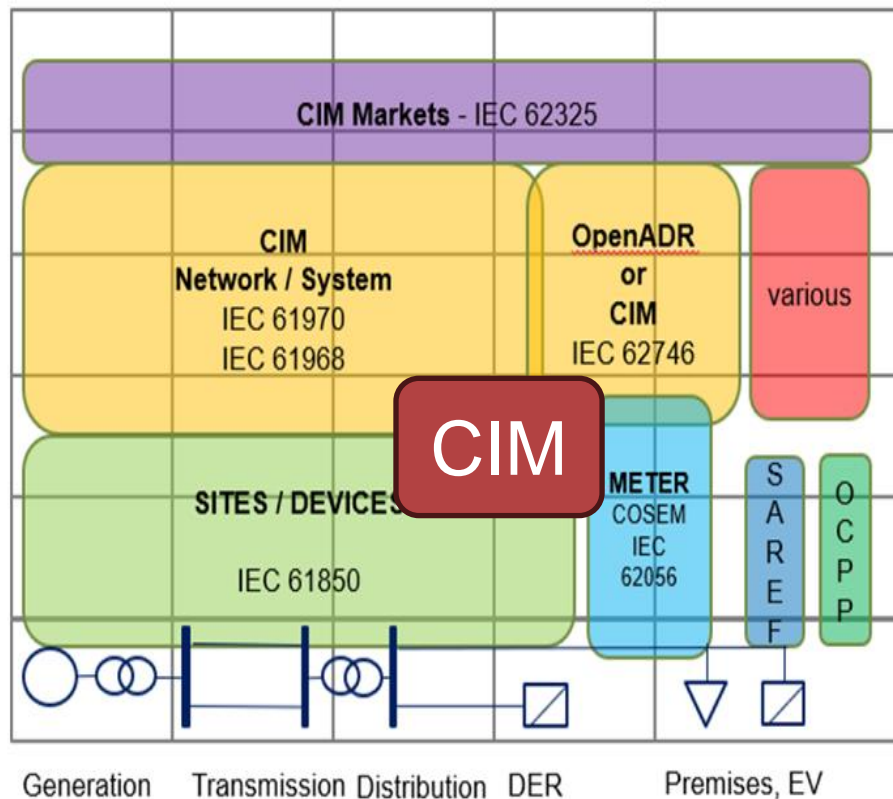 CIM Markets - IEC 62325
CIM
Network / System
IEC 61970
IEC 61968
OpenADR
or
CIM
IEC 62746
various
CIM
SITES / DEVICES
IEC 61850
METER
COSEM
IEC
62056
S
A
R
E
F
O
C
P
P
Generation Transmission Distribution DER Premises, EV